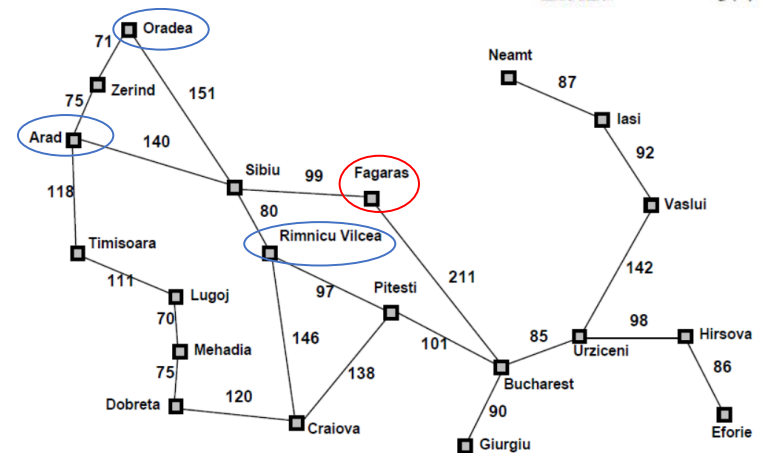 Oradea
71
Neamt
87
Zerind
151
75
Iasi
Arad
140
92
Sibiu
99
Fagaras
118
80
Vaslui
Timisoara
Rimnicu Vilcea
142
211
111
97
Pitesti
Lugoj
70
98
Hirsova
146
101
85
Mehadia
Urziceni
75
138
86
Bucharest
Dobreta
120
90
Craiova
Eforie
Giurgiu